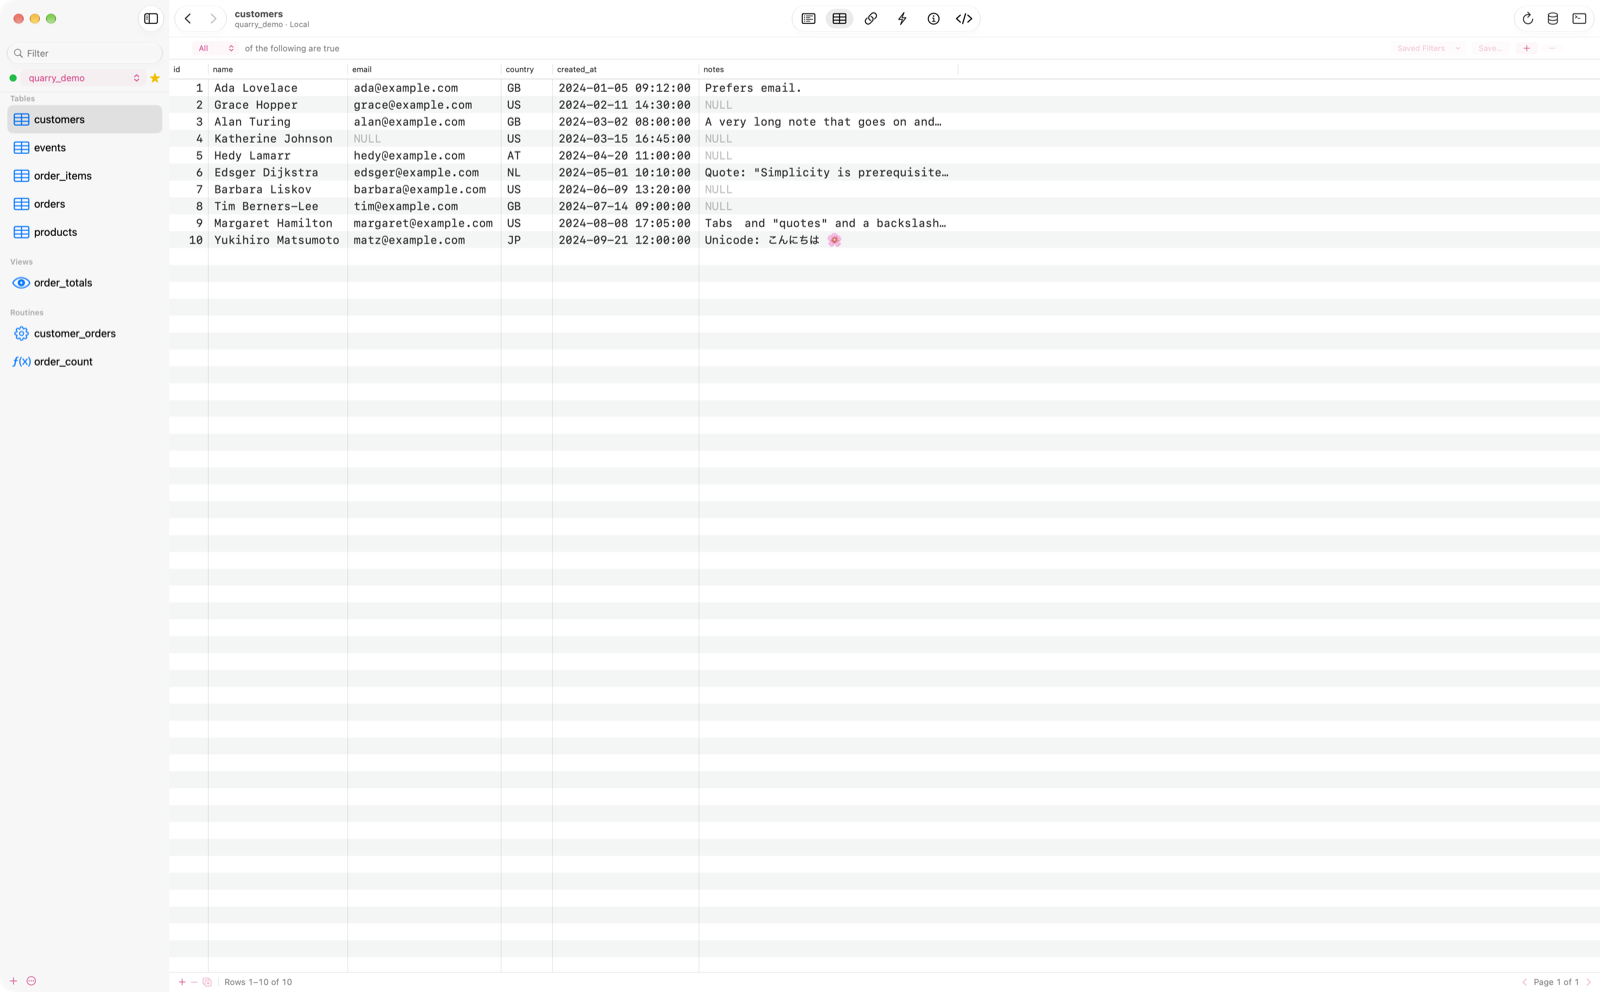 customers
quarry_demo · Local
Filter
quarry_demo
Tables
customers
events
order_items
orders
products
Views
order_totals
Routines
customer_orders
f(x) order_count
All of the following are true
Saved Filters Save...
id name email country created_at notes
1 Ada Lovelace ada@example.com GB 2024-01-05 09:12:00 Prefers email.
2 Grace Hopper grace@example.com US 2024-02-11 14:30:00 NULL
3 Alan Turing alan@example.com GB 2024-03-02 08:00:00 A very long note that goes on and…
4 Katherine Johnson NULL US 2024-03-15 16:45:00 NULL
5 Hedy Lamarr hedy@example.com AT 2024-04-20 11:00:00 NULL
6 Edsger Dijkstra edsger@example.com NL 2024-05-01 10:10:00 Quote: "Simplicity is prerequisite…
7 Barbara Liskov barbara@example.com US 2024-06-09 13:20:00 NULL
8 Tim Berners-Lee tim@example.com GB 2024-07-14 09:00:00 NULL
9 Margaret Hamilton margaret@example.com US 2024-08-08 17:05:00 Tabs  and "quotes" and a backslash…
10 Yukihiro Matsumoto matz@example.com JP 2024-09-21 12:00:00 Unicode: こんにちは 🌸
Rows 1–10 of 10
Page 1 of 1